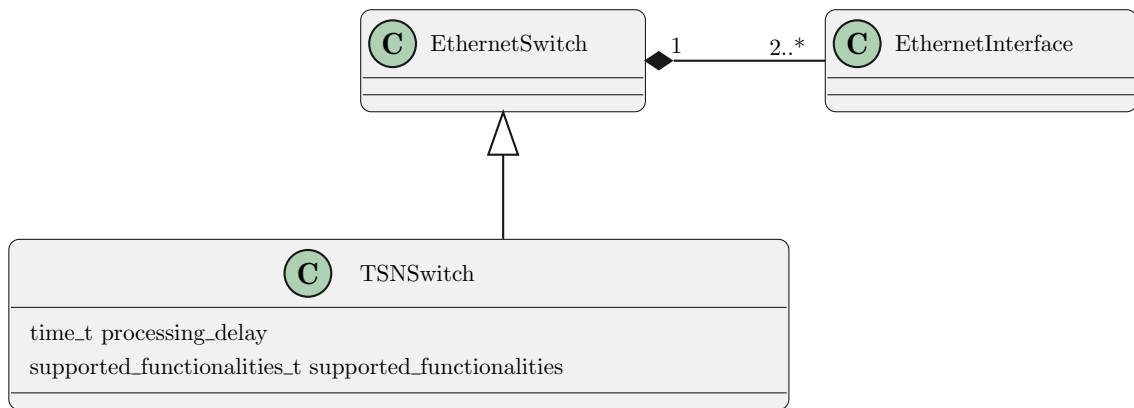 C EthernetSwitch
1
2..*
C EthernetInterface
C TSNSwitch
time_t processing_delay
supported_functionalities_t supported_functionalities